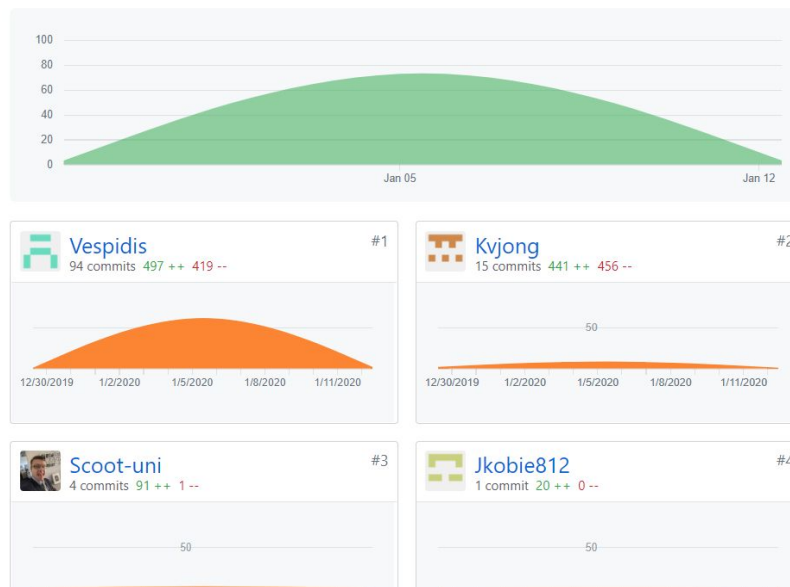 100
80
60
40
20
0
Jan 05
Jan 12
Vespidis
#1
94 commits 497 ++ 419 --
12/30/2019 1/2/2020 1/5/2020 1/8/2020 1/11/2020
Kvjong
#2
15 commits 441 ++ 456 --
50
12/30/2019 1/2/2020 1/5/2020 1/8/2020 1/11/2020
Scoot-uni
#3
4 commits 91 ++ 1 --
50
Jkobie812
#4
1 commit 20 ++ 0 --
50